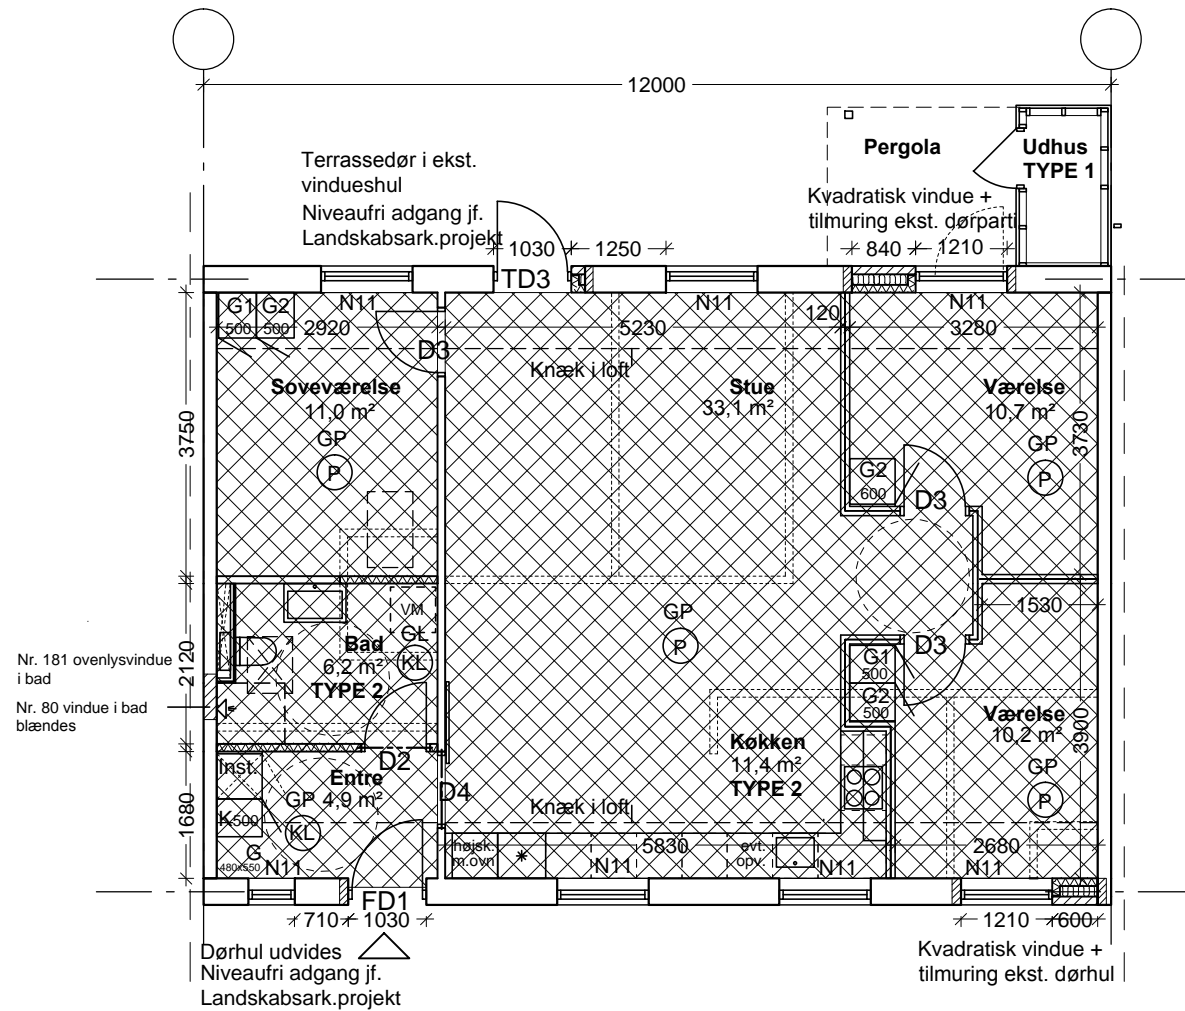 12000
Pergola
Udhus
TYPE 1
Terrassedør i ekst.
vindueshul
Niveaufri adgang jf.
Landskabsark.projekt
Kvadratisk vindue +
tilmuring ekst. dørparti
1030
1250
840
1210
TD3
G1
G2
500
500
N11
2920
N11
5230
120
N11
3280
D3
Knæk i loft
Soveværelse
11,0 m²
GP
P
Stue
33,1 m²
Værelse
10,7 m²
GP
P
3750
3730
G2
600
D3
1530
VM
GL
KL
Bad
6,2 m²
TYPE 2
GP
P
D3
G1
500
G2
500
2120
Nr. 181 ovenlysvindue
i bad
Nr. 80 vindue i bad
blændes
Værelse
10,2 m²
GP
P
3900
Køkken
11,4 m²
TYPE 2
D2
Inst.
Entre
4,9 m²
GP
KL
D4
K500
G
480x550
1680
Knæk i loft
N11
højsk.
m.ovn
*
N11
5830
evt.
opv.
N11
2680
N11
710
FD1
1030
1210
600
Dørhul udvides
Niveaufri adgang jf.
Landskabsark.projekt
Kvadratisk vindue +
tilmuring ekst. dørhul